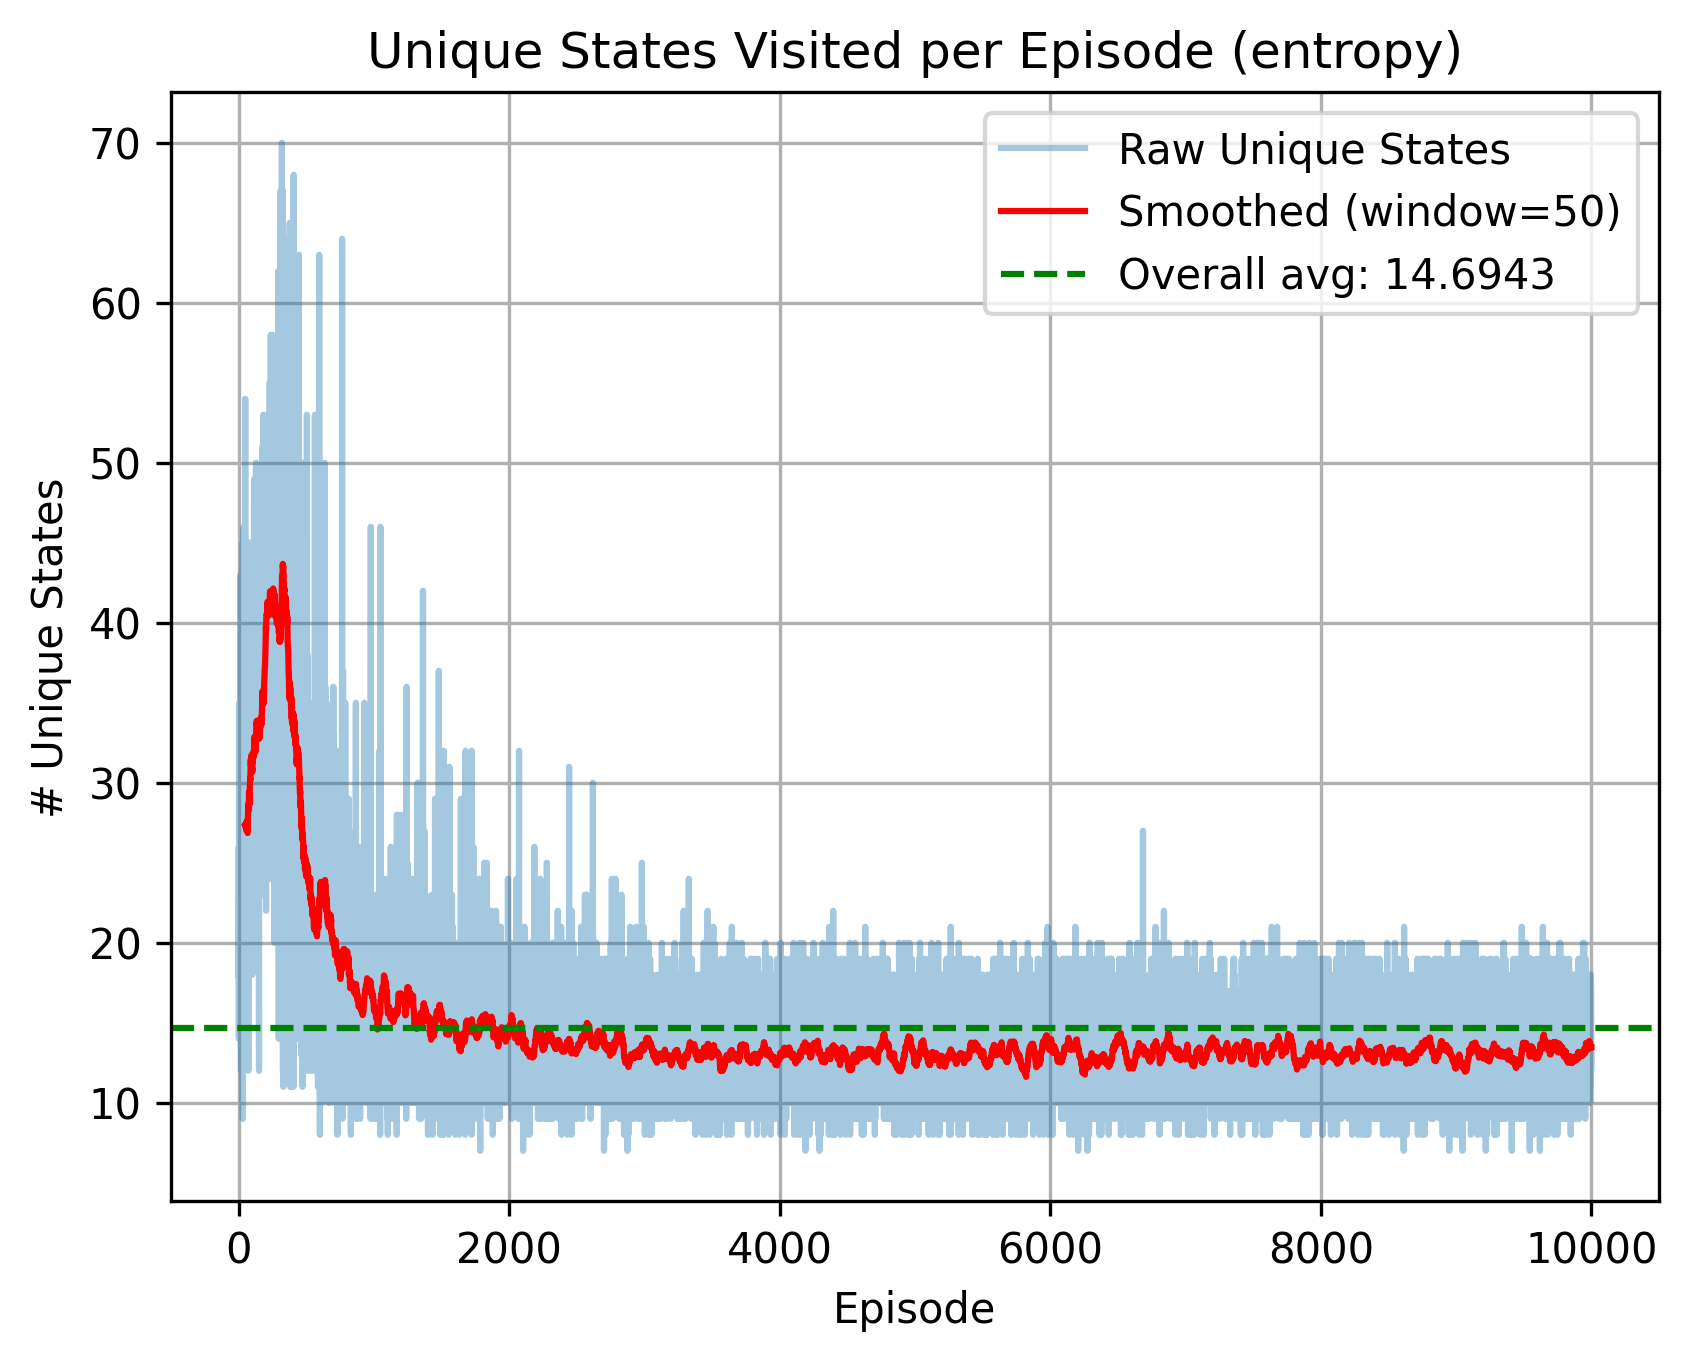 Unique States Visited per Episode (entropy)
Raw Unique States
Smoothed (window=50)
Overall avg: 14.6943
# Unique States
70
60
50
40
30
20
10
0 2000 4000 6000 8000 10000
Episode